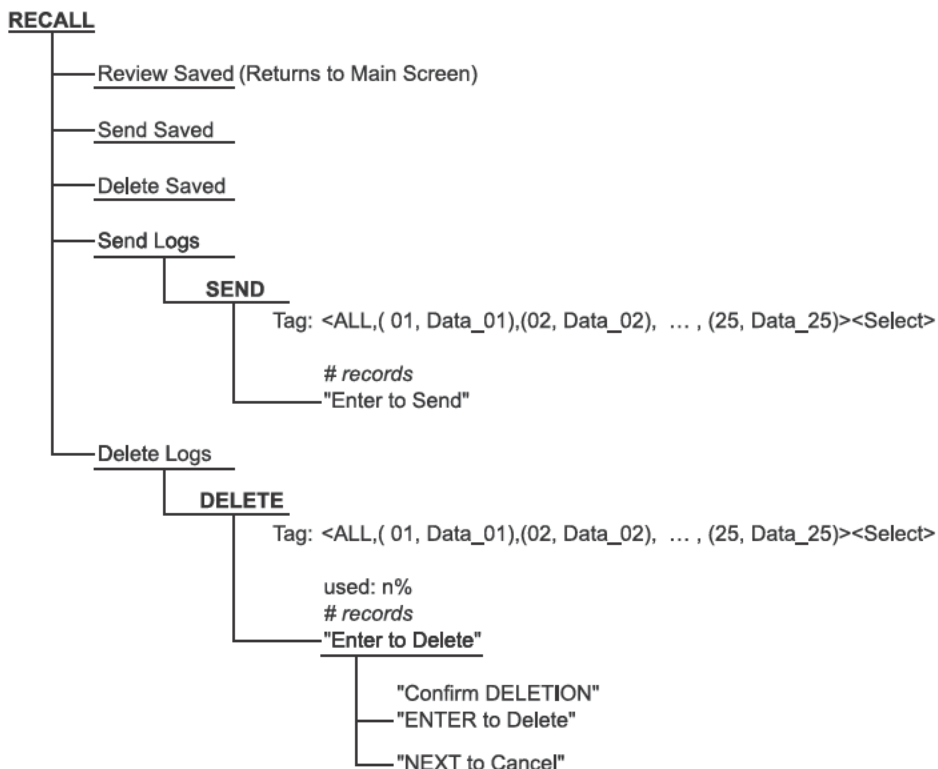 RECALL
Review Saved (Returns to Main Screen)
Send Saved
Delete Saved
Send Logs
SEND
Tag: <ALL,( 01, Data_01),(02, Data_02), … , (25, Data_25)><Select>
# records
"Enter to Send"
Delete Logs
DELETE
Tag: <ALL,( 01, Data_01),(02, Data_02), … , (25, Data_25)><Select>
used: n%
# records
"Enter to Delete"
"Confirm DELETION"
"ENTER to Delete"
"NEXT to Cancel"